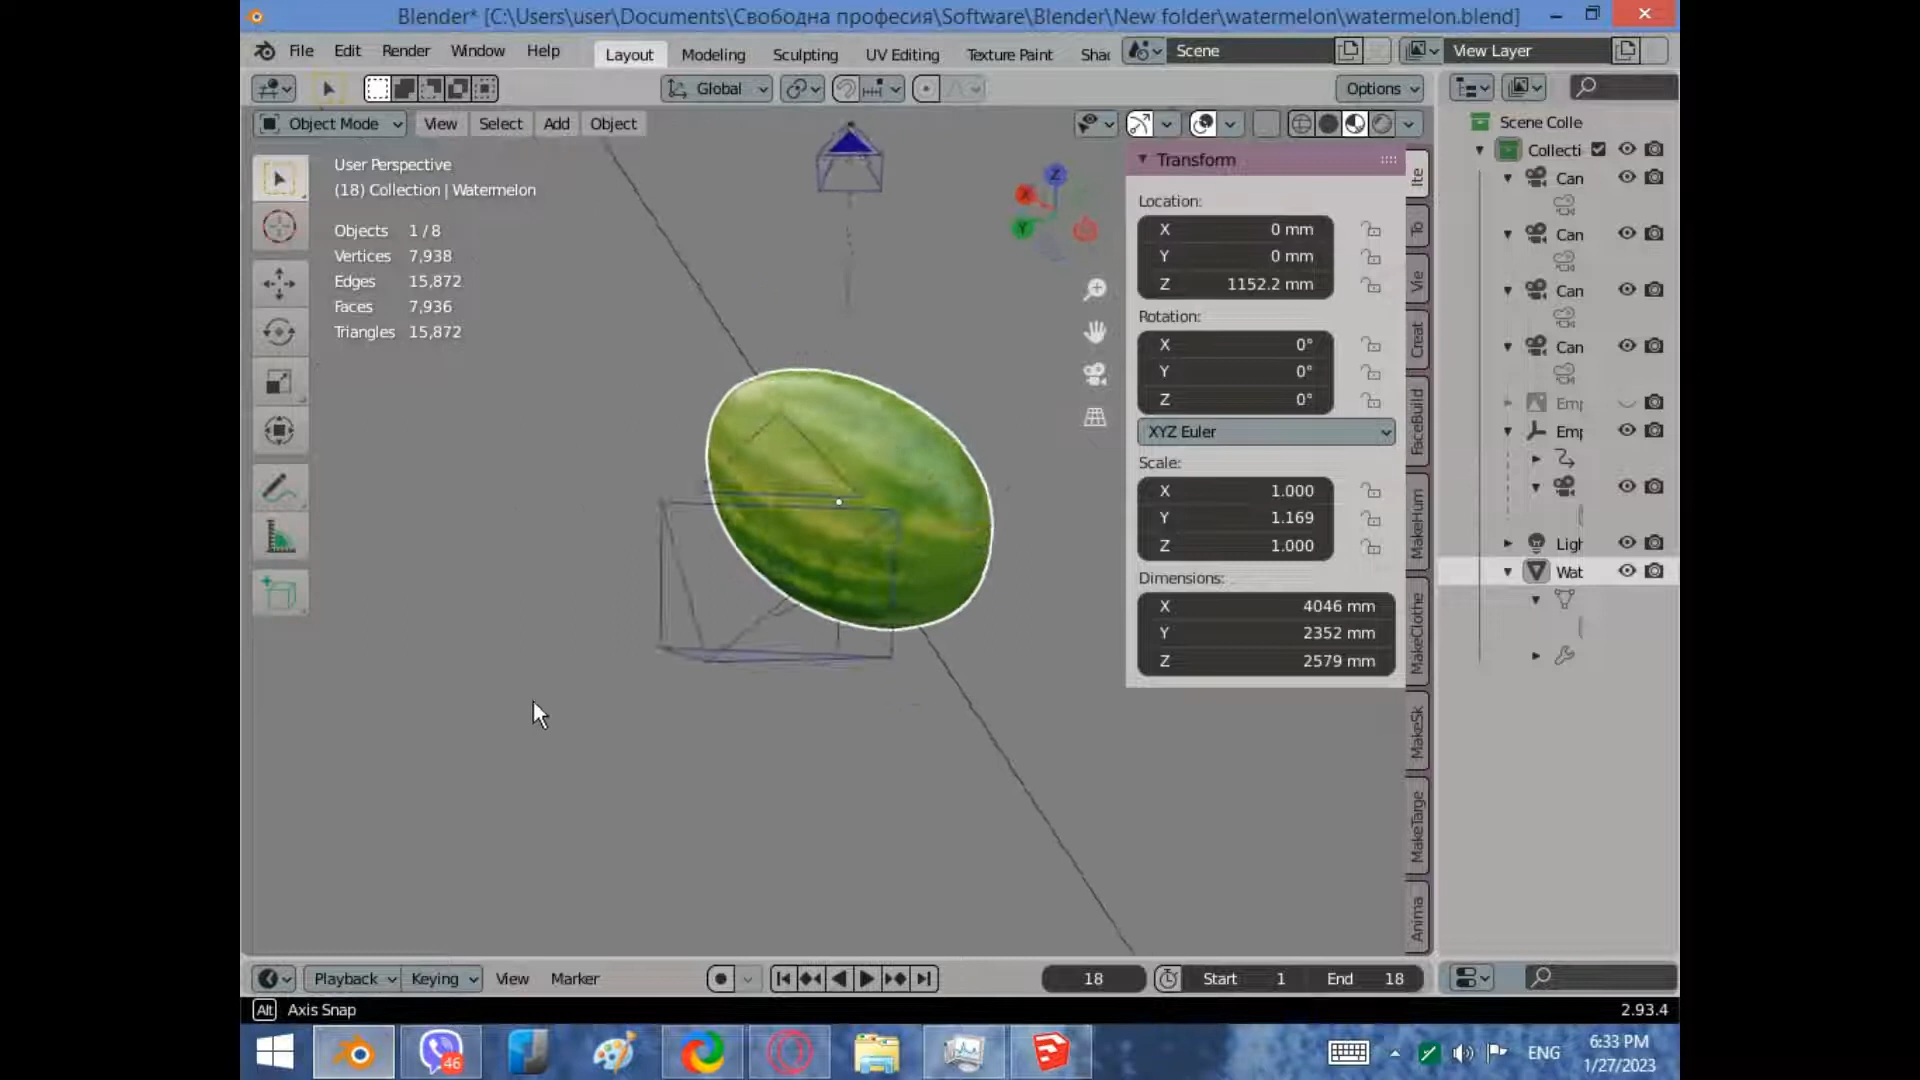 Blender* [C:\Users\user\Documents\Свободна професия\Software\Blender\New folder\watermelon\watermelon.blend]
File Edit Render Window Help Layout Modeling Sculpting UV Editing Texture Paint Sha Scene View Layer
Global Options
Object Mode View Select Add Object
User Perspective
(18) Collection | Watermelon
Objects 1 / 8
Vertices 7,938
Edges 15,872
Faces 7,936
Triangles 15,872
X
Y
Z
Transform
Location:
X 0 mm
Y 0 mm
Z 1152.2 mm
Rotation:
X 0°
Y 0°
Z 0°
XYZ Euler
Scale:
X 1.000
Y 1.169
Z 1.000
Dimensions:
X 4046 mm
Y 2352 mm
Z 2579 mm
Ite
To
Vie
Creat
FaceBuild
MakeHum
MakeClothe
MakeSk
MakeTarge
Anima
Scene Colle
Collecti
Can
Can
Can
Can
Emp
Emp
Ligh
Wat
Playback Keying View Marker 18 Start 1 End 18
Alt Axis Snap 2.93.4
46
ENG
6:33 PM
1/27/2023